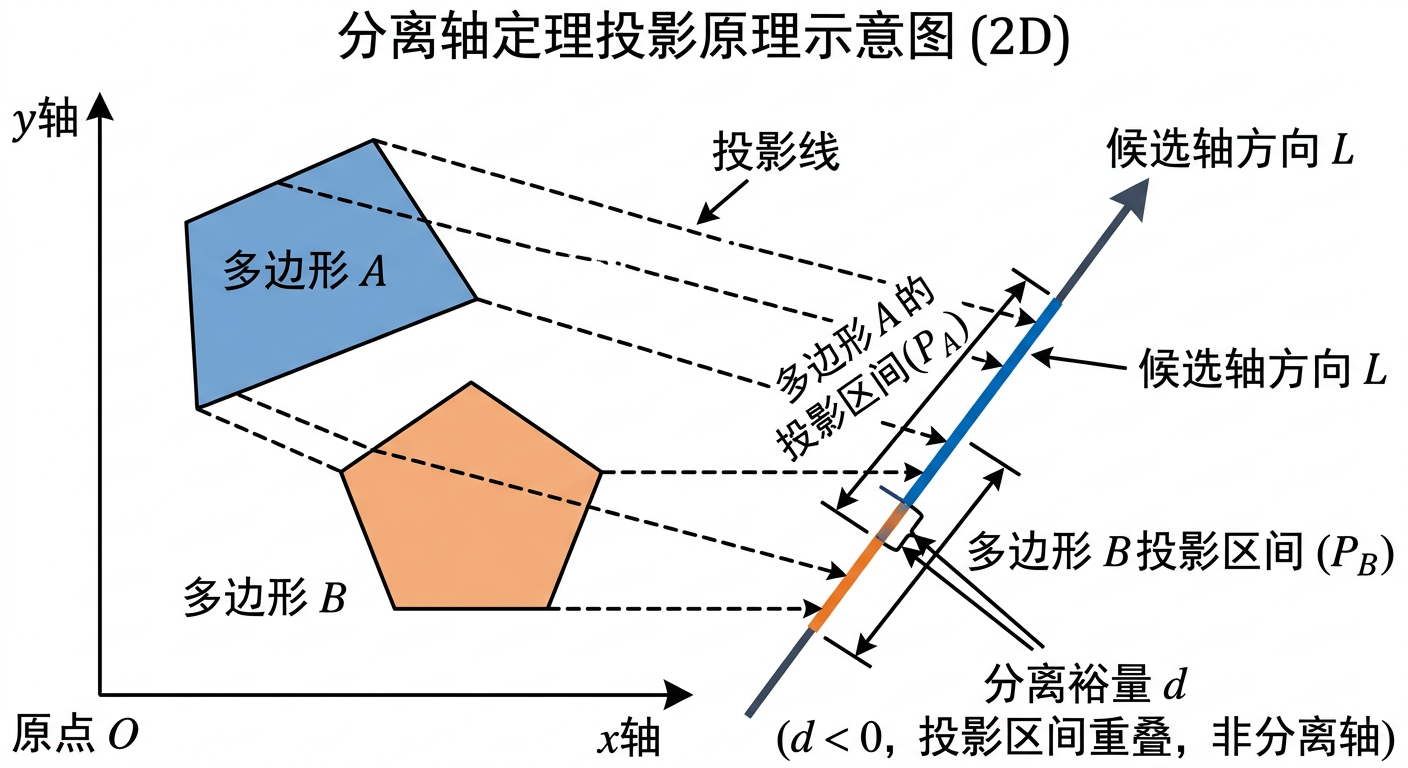 分离轴定理投影原理示意图 (2D)
y轴
投影线
候选轴方向 L
多边形 A
多边形 A 的
投影区间(P_A)
候选轴方向 L
多边形 B 投影区间 (P_B)
多边形 B
分离裕量 d
(d < 0，投影区间重叠，非分离轴)
原点 O
x轴